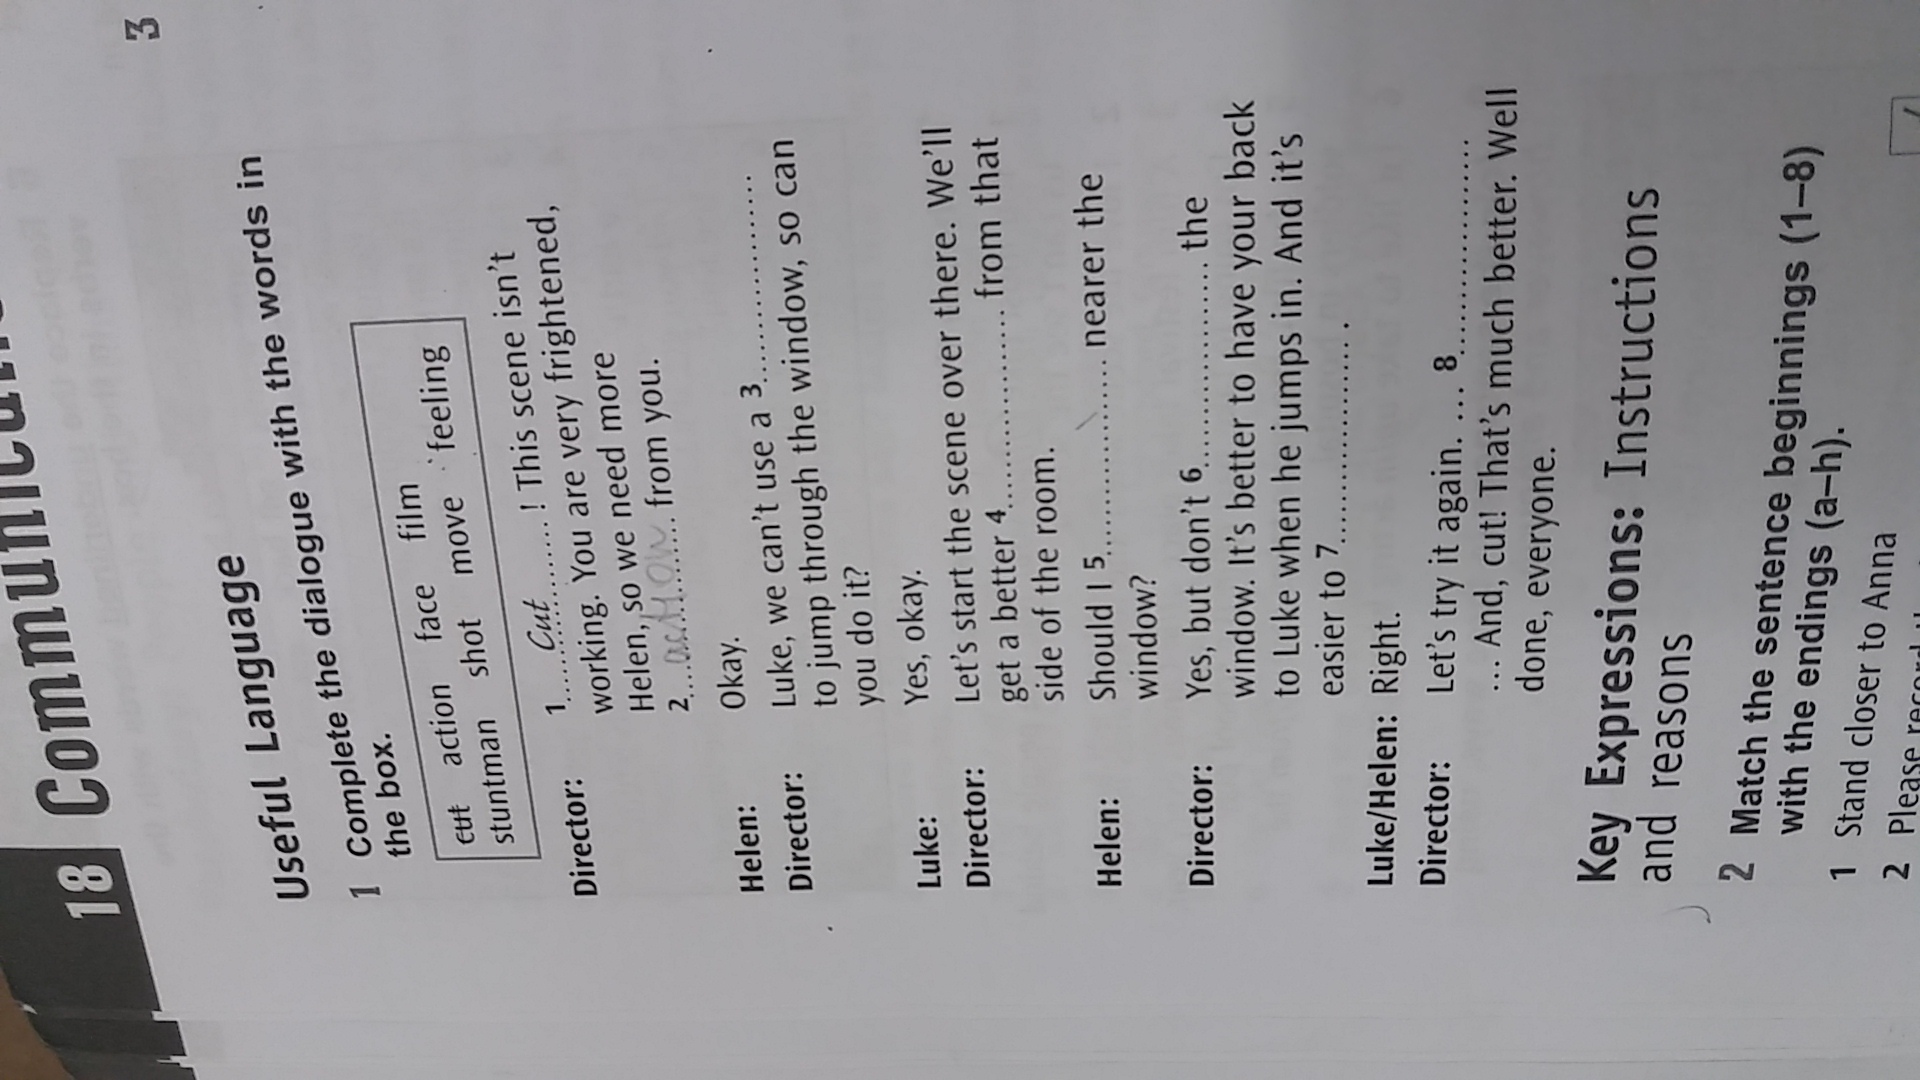 18 Communica
3
Useful Language
1 Complete the dialogue with the words in
the box.
cut action face film
stuntman shot move feeling
Director: 1......Cut......! This scene isn't
working. You are very frightened,
Helen, so we need more
2....action.... from you.
Helen: Okay.
Director: Luke, we can't use a 3....................
to jump through the window, so can
you do it?
Luke: Yes, okay.
Director: Let's start the scene over there. We'll
get a better 4.................... from that
side of the room.
Helen: Should I 5.................... nearer the
window?
Director: Yes, but don't 6.................... the
window. It's better to have your back
to Luke when he jumps in. And it's
easier to 7.................... .
Luke/Helen: Right.
Director: Let's try it again. ... 8....................
... And, cut! That's much better. Well
done, everyone.
Key Expressions: Instructions
and reasons
2 Match the sentence beginnings (1–8)
with the endings (a–h).
1 Stand closer to Anna
2 Please record